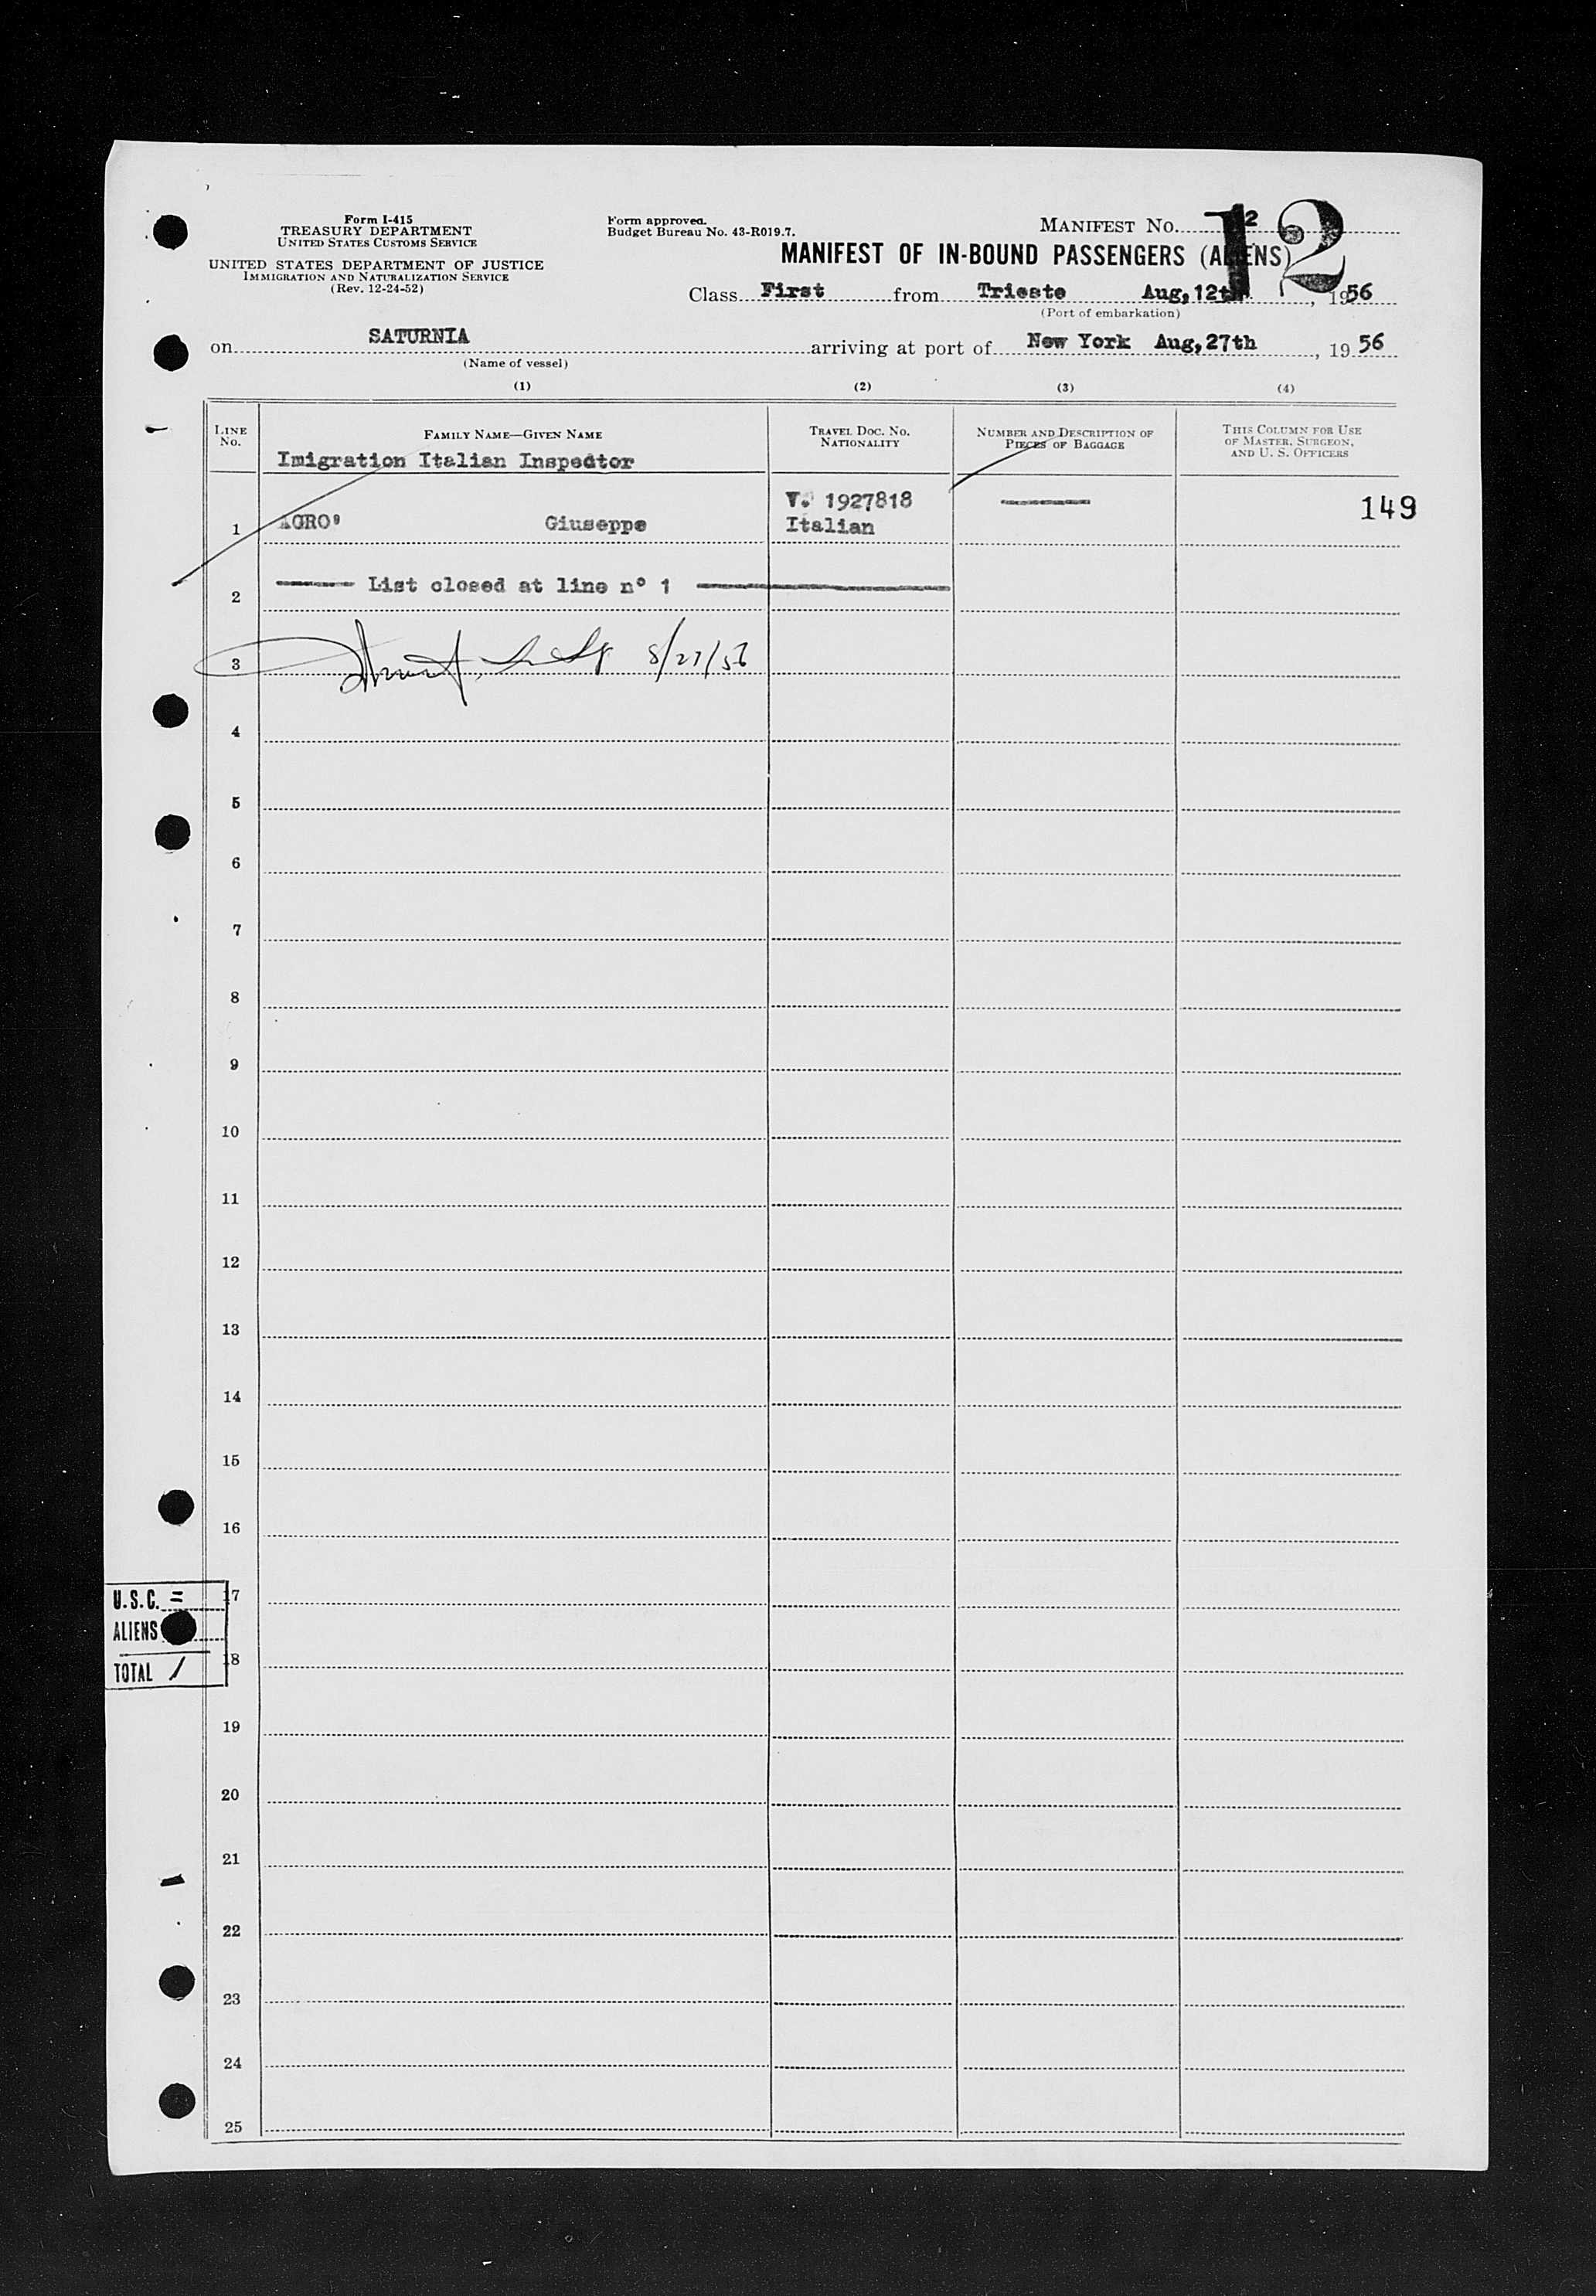 Form I-415
TREASURY DEPARTMENT
UNITED STATES CUSTOMS SERVICE
UNITED STATES DEPARTMENT OF JUSTICE
IMMIGRATION AND NATURALIZATION SERVICE
(Rev. 12-24-52)
Form approved.
Budget Bureau No. 43-R019.7.
MANIFEST NO. 2
12
MANIFEST OF IN-BOUND PASSENGERS (ALIENS)
Class First from Trieste Aug, 12th, 1956
(Port of embarkation)
on SATURNIA arriving at port of New York Aug, 27th, 1956
(Name of vessel)
(1) (2) (3) (4)
LINE No.
FAMILY NAME—GIVEN NAME
TRAVEL DOC. NO. NATIONALITY
NUMBER AND DESCRIPTION OF PIECES OF BAGGAGE
THIS COLUMN FOR USE OF MASTER, SURGEON, AND U. S. OFFICERS
Imigration Italian Inspector
V. 1927818
149
1 AGRO' Giuseppe Italian
2 List closed at line n° 1
3 8/27/56
4
5
6
7
8
9
10
11
12
13
14
15
16
17
U.S.C. =
ALIENS
18
TOTAL /
19
20
21
22
23
24
25